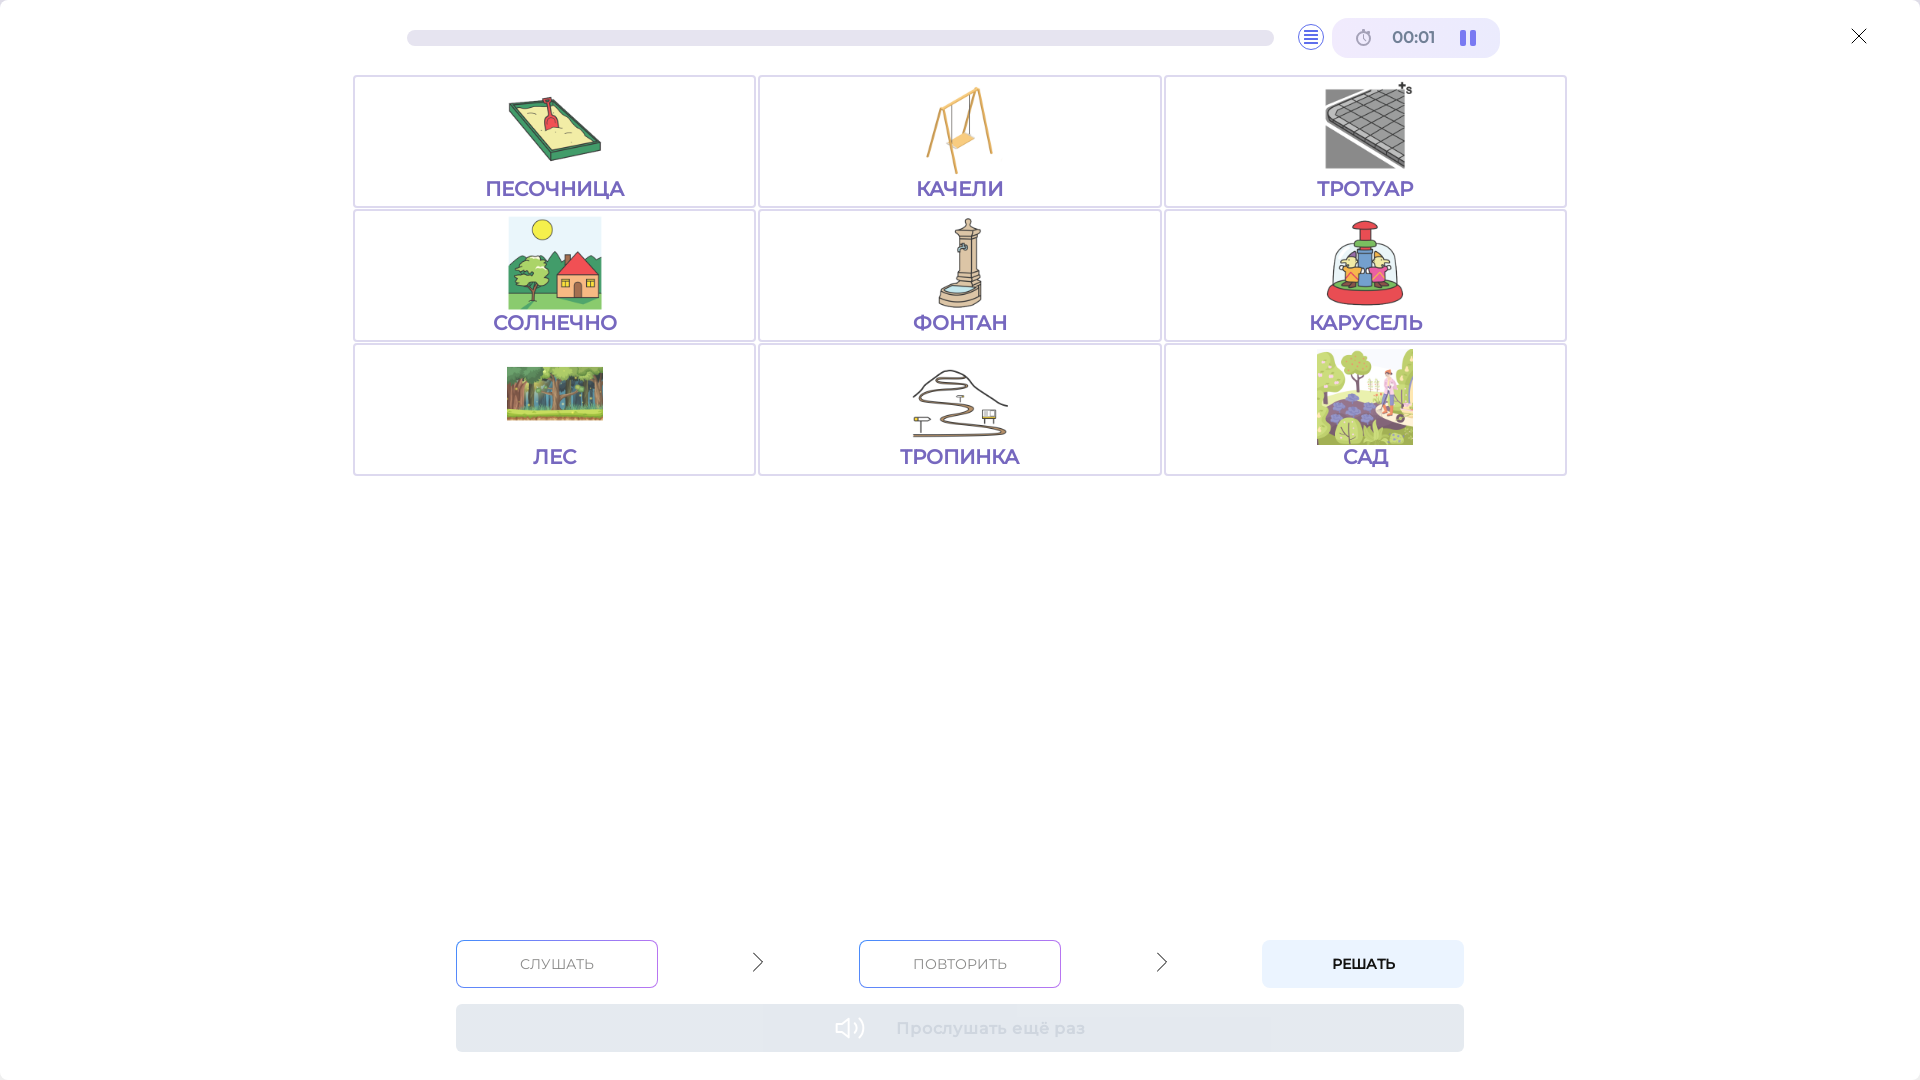 00:01
ПЕСОЧНИЦА
КАЧЕЛИ
+s
ТРОТУАР
СОЛНЕЧНО
ФОНТАН
КАРУСЕЛЬ
ЛЕС
ТРОПИНКА
САД
СЛУШАТЬ
ПОВТОРИТЬ
РЕШАТЬ
Прослушать ещё раз